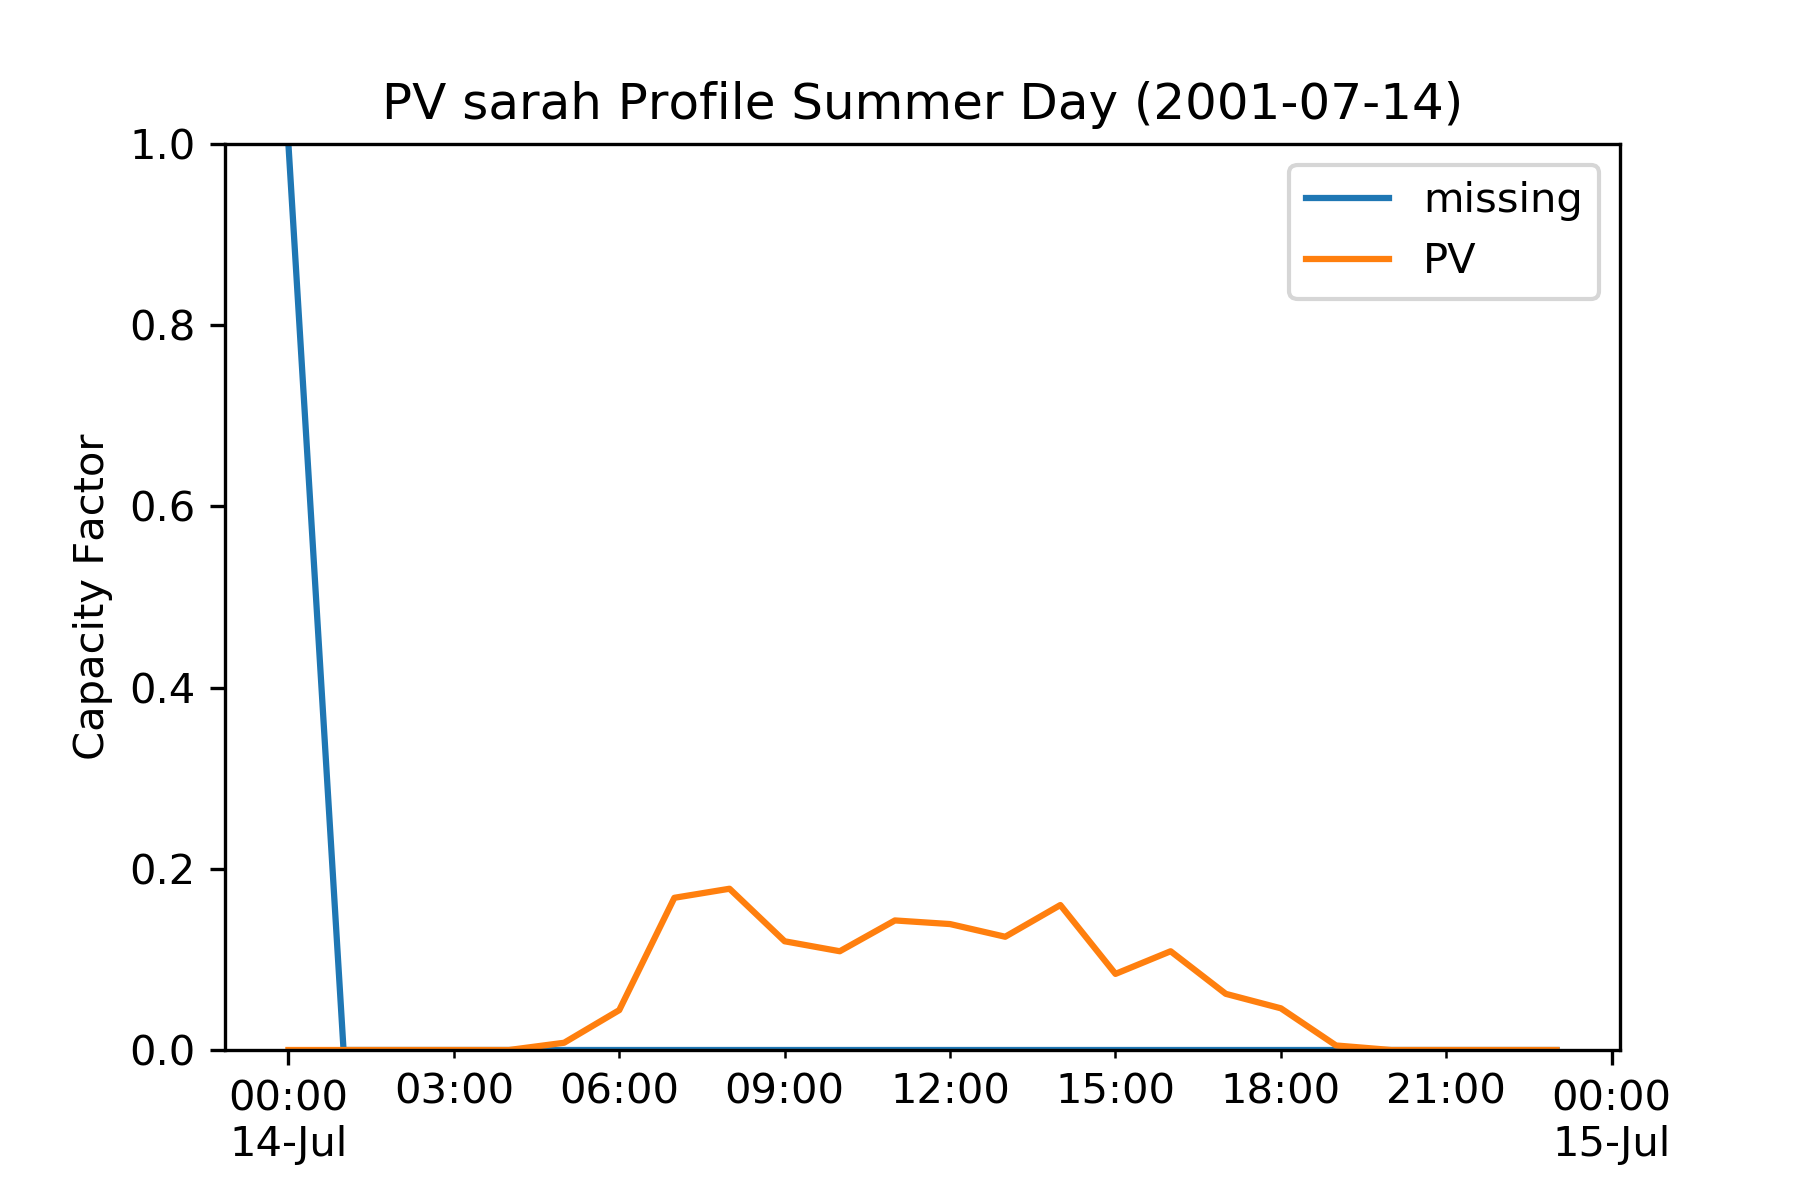 PV sarah Profile Summer Day (2001-07-14)
1.0
0.8
0.6
0.4
0.2
0.0
Capacity Factor
missing
PV
00:00 03:00 06:00 09:00 12:00 15:00 18:00 21:00 00:00
14-Jul 15-Jul